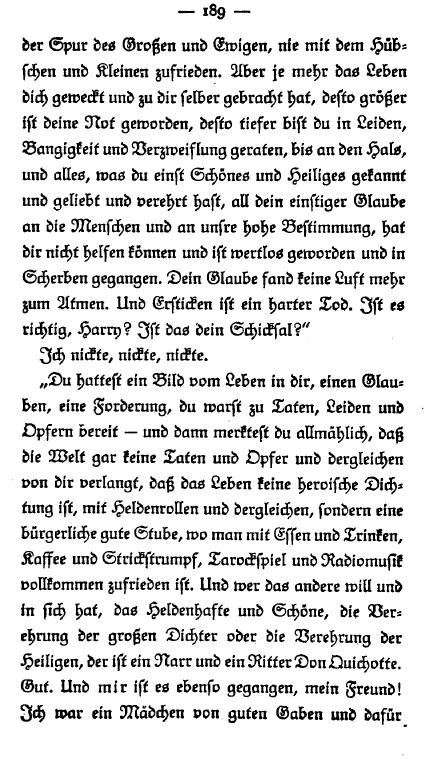 — 189 —
der Spur des Großen und Ewigen, nie mit dem Hüb-
schen und Kleinen zufrieden. Aber je mehr das Leben
dich geweckt und zu dir selber gebracht hat, desto größer
ist deine Not geworden, desto tiefer bist du in Leiden,
Bangigkeit und Verzweiflung geraten, bis an den Hals,
und alles, was du einst Schönes und Heiliges gekannt
und geliebt und verehrt hast, all dein einstiger Glaube
an die Menschen und an unsre hohe Bestimmung, hat
dir nicht helfen können und ist wertlos geworden und in
Scherben gegangen. Dein Glaube fand keine Luft mehr
zum Atmen. Und Ersticken ist ein harter Tod. Ist es
richtig, Harry? Ist das dein Schicksal?“
Ich nickte, nickte, nickte.
„Du hattest ein Bild vom Leben in dir, einen Glau-
ben, eine Forderung, du warst zu Taten, Leiden und
Opfern bereit — und dann merktest du allmählich, daß
die Welt gar keine Taten und Opfer und dergleichen
von dir verlangt, daß das Leben keine heroische Dich-
tung ist, mit Heldenrollen und dergleichen, sondern eine
bürgerliche gute Stube, wo man mit Essen und Trinken,
Kaffee und Strickstrumpf, Tarockspiel und Radiomusik
vollkommen zufrieden ist. Und wer das andere will und
in sich hat, das Heldenhafte und Schöne, die Ver-
ehrung der großen Dichter oder die Verehrung der
Heiligen, der ist ein Narr und ein Ritter Don Quichotte.
Gut. Und mir ist es ebenso gegangen, mein Freund!
Ich war ein Mädchen von guten Gaben und dafür